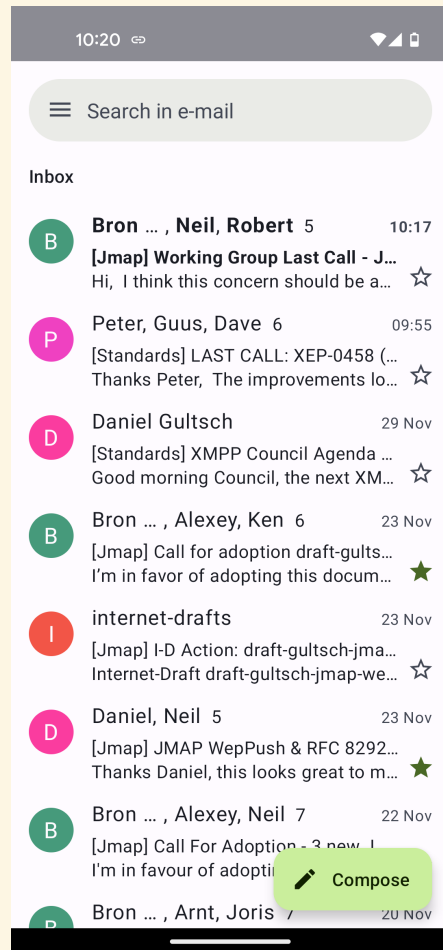 10:20
Search in e-mail
Inbox
B
Bron ... , Neil, Robert 5
10:17
[Jmap] Working Group Last Call - J...
Hi, I think this concern should be a...
P
Peter, Guus, Dave 6
09:55
[Standards] LAST CALL: XEP-0458 (...
Thanks Peter, The improvements lo...
D
Daniel Gultsch
29 Nov
[Standards] XMPP Council Agenda ...
Good morning Council, the next XM...
B
Bron ... , Alexey, Ken 6
23 Nov
[Jmap] Call for adoption draft-gults...
I’m in favor of adopting this docum...
I
internet-drafts
23 Nov
[Jmap] I-D Action: draft-gultsch-jma...
Internet-Draft draft-gultsch-jmap-we...
D
Daniel, Neil 5
23 Nov
[Jmap] JMAP WepPush & RFC 8292...
Thanks Daniel, this looks great to m...
B
Bron ... , Alexey, Neil 7
22 Nov
[Jmap] Call For Adoption - 3 new J
I'm in favour of adopti
Compose
B
Bron ... , Arnt, Joris 7
20 Nov